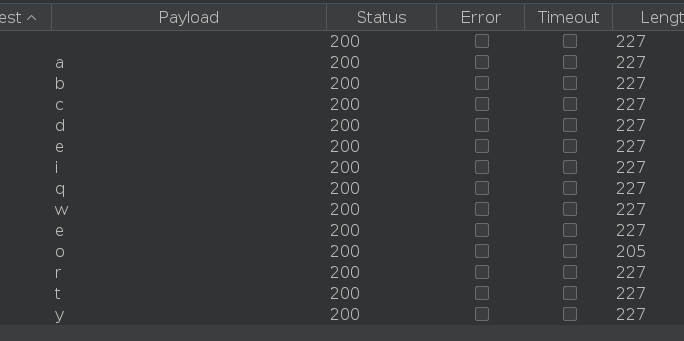 est Payload Status Error Timeout Lengt
200 227
a 200 227
b 200 227
c 200 227
d 200 227
e 200 227
i 200 227
q 200 227
w 200 227
e 200 227
o 200 205
r 200 227
t 200 227
y 200 227